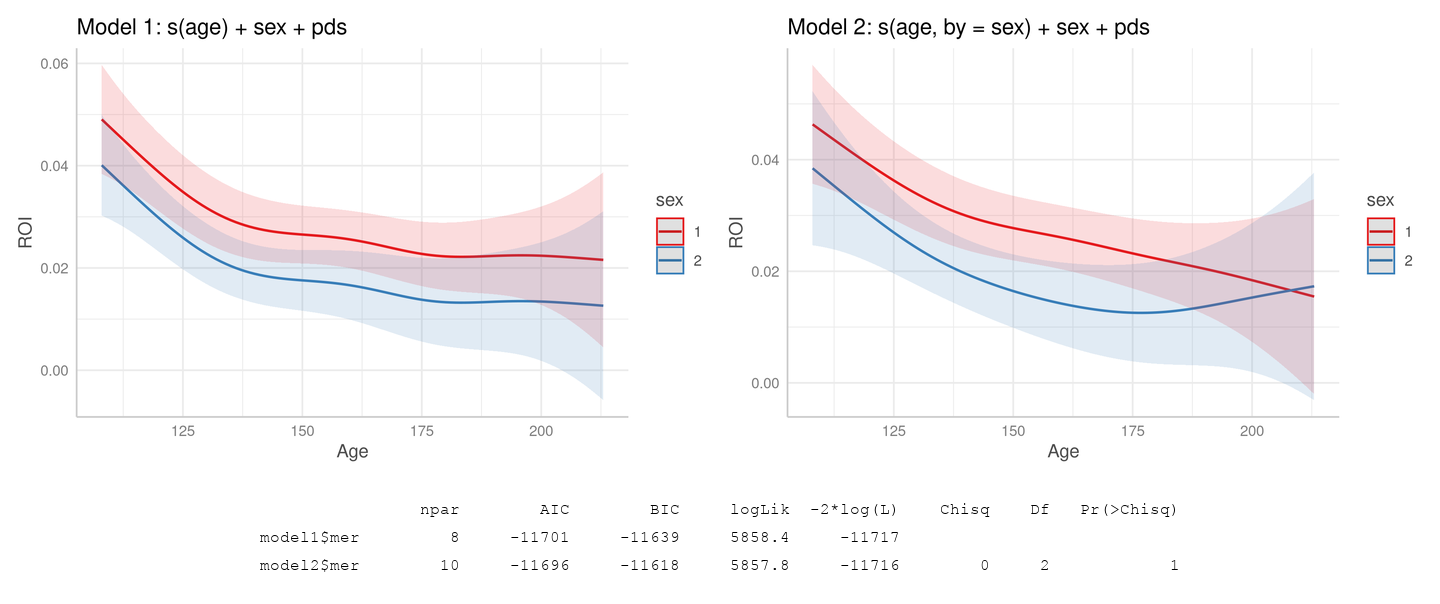 Model 1: s(age) + sex + pds
0.06
0.04
0.02
0.00
ROI
125 150 175 200
Age
sex
1
2
Model 2: s(age, by = sex) + sex + pds
0.04
0.02
0.00
ROI
125 150 175 200
Age
sex
1
2
npar AIC BIC logLik -2*log(L) Chisq Df Pr(>Chisq)
model1$mer 8 -11701 -11639 5858.4 -11717
model2$mer 10 -11696 -11618 5857.8 -11716 0 2 1